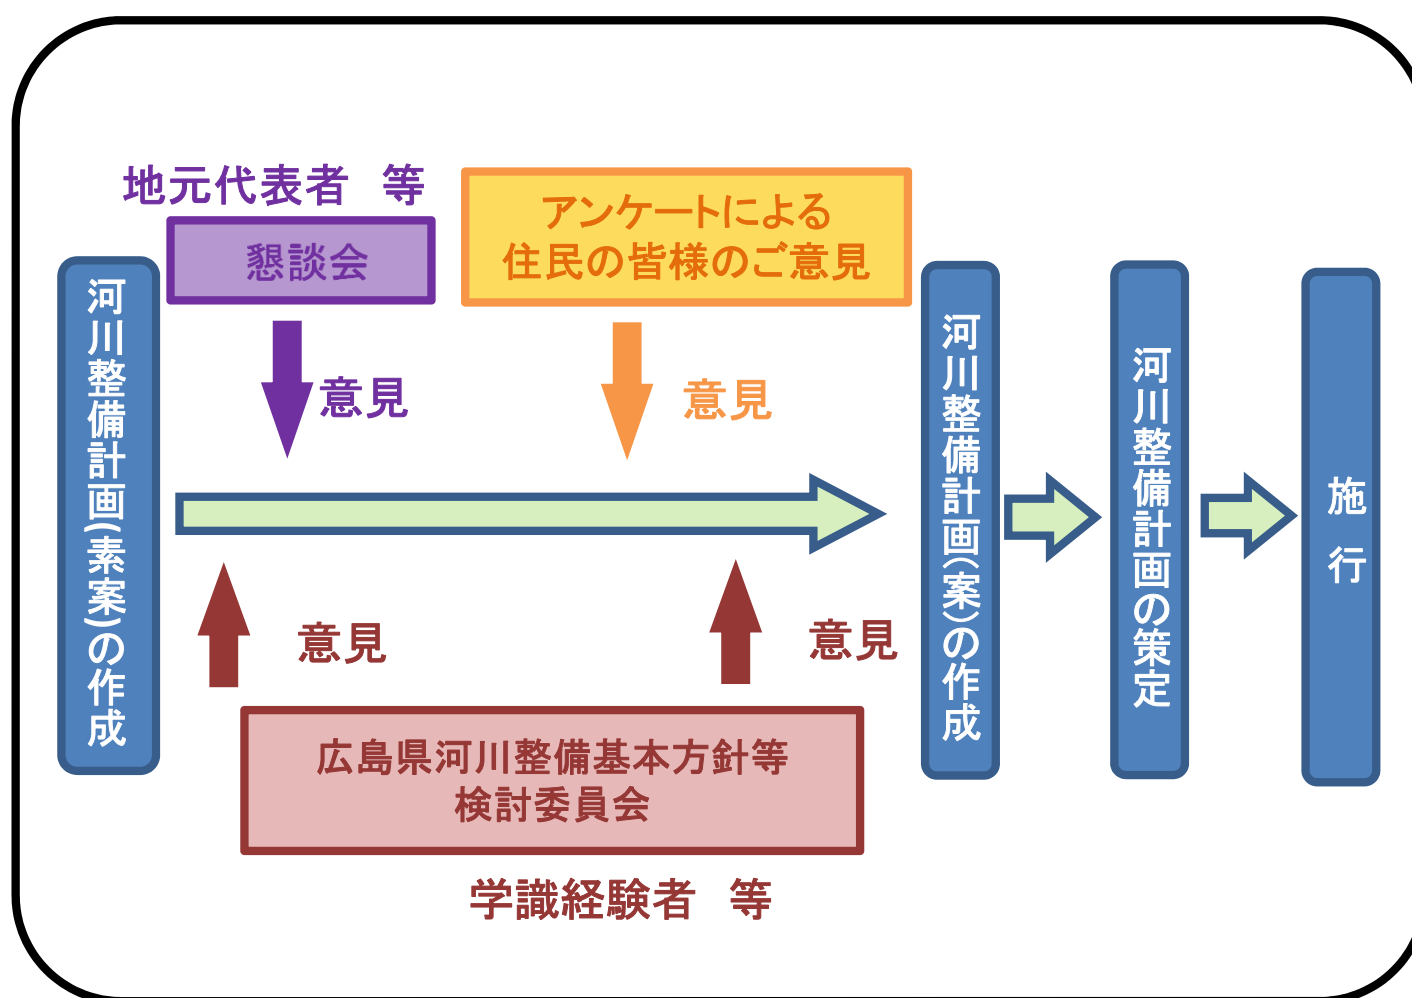 地元代表者　等
懇談会
アンケートによる
住民の皆様のご意見
河川整備計画(素案)の作成
意見
意見
意見
意見
広島県河川整備基本方針等
検討委員会
学識経験者　等
河川整備計画(案)の作成
河川整備計画の策定
施行